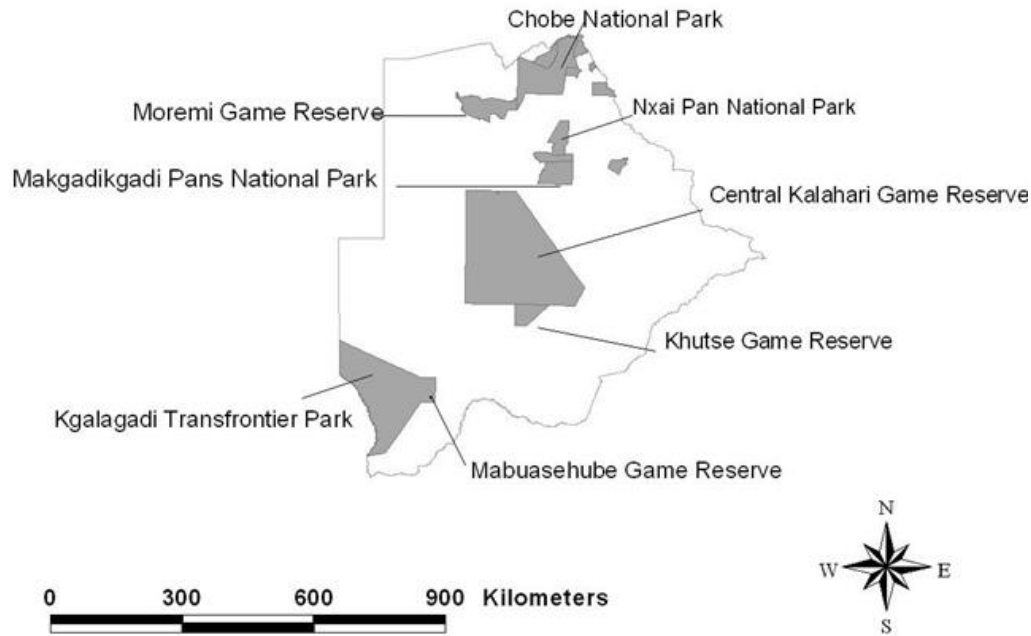 Chobe National Park
Moremi Game Reserve
Nxai Pan National Park
Makgadikgadi Pans National Park
Central Kalahari Game Reserve
Khutse Game Reserve
Kgalagadi Transfrontier Park
Mabuasehube Game Reserve
N
W E
S
0 300 600 900 Kilometers